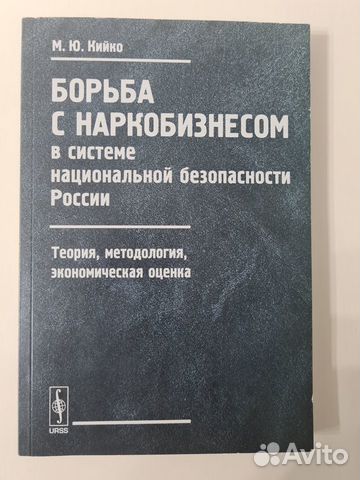 М. Ю. Кийко
БОРЬБА
С НАРКОБИЗНЕСОМ
в системе
национальной безопасности
России
Теория, методология,
экономическая оценка
URSS
Avito